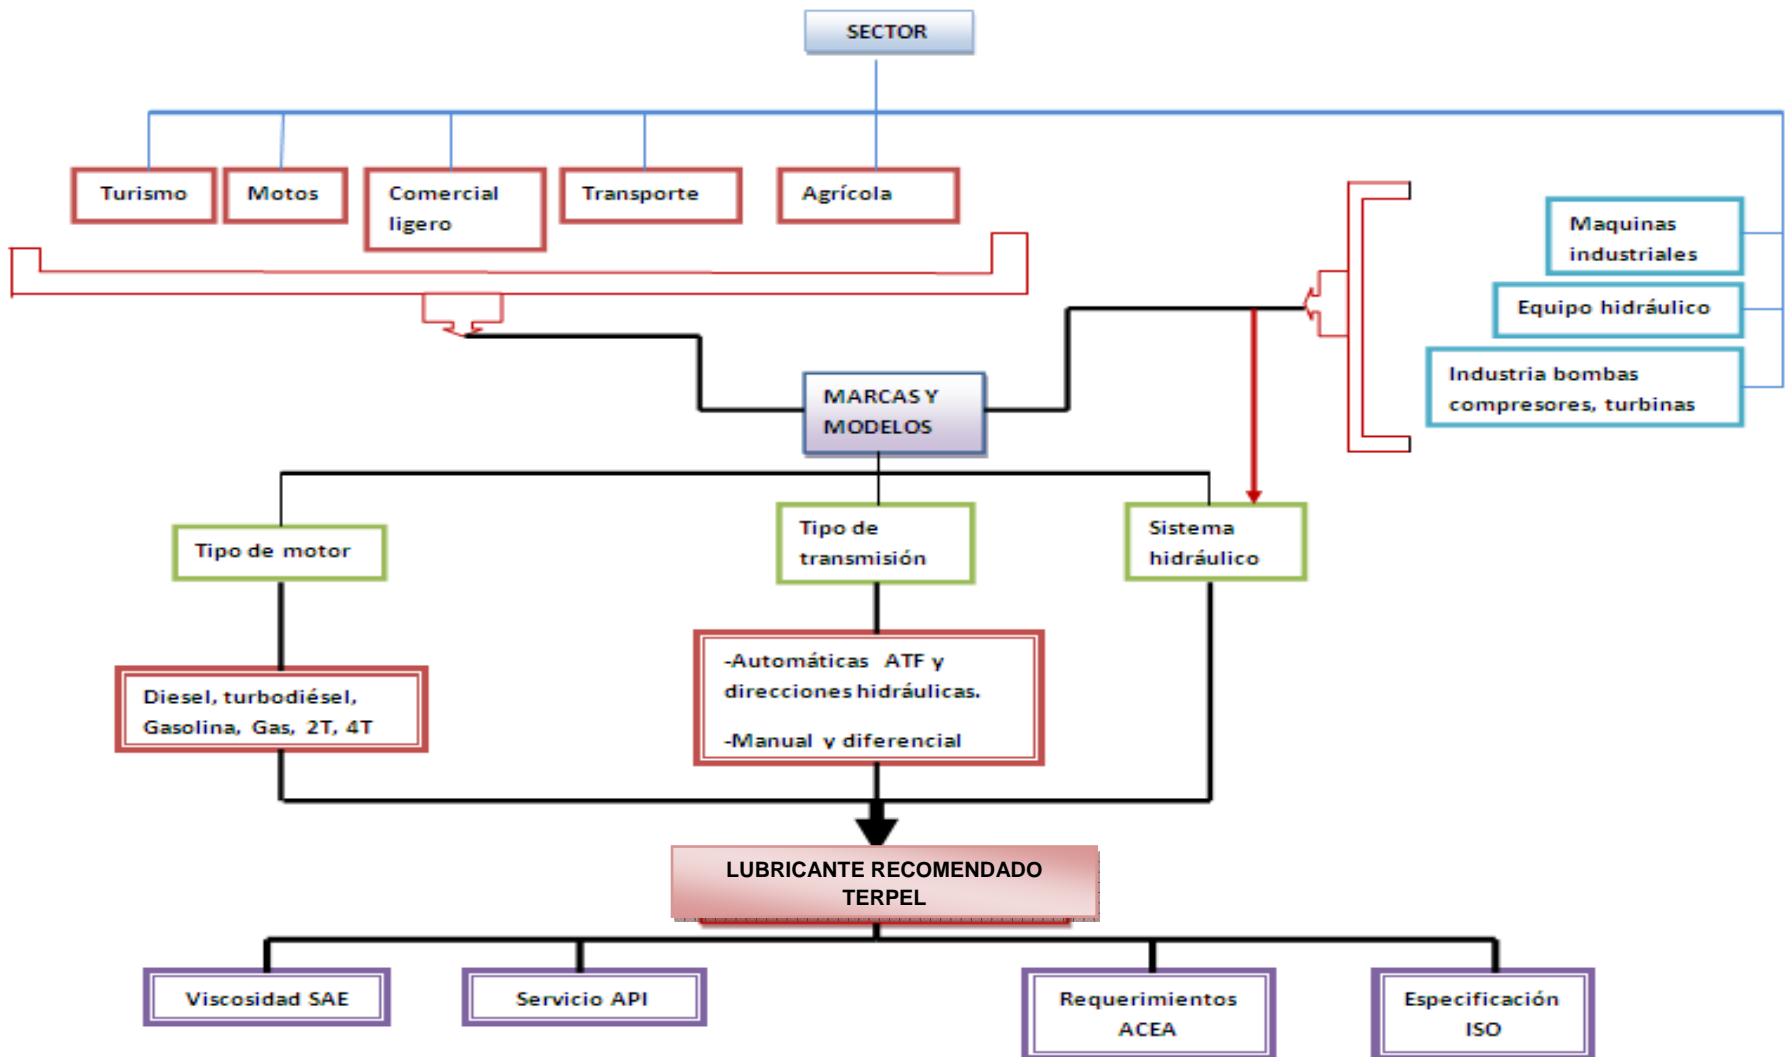 SECTOR
Turismo
Motos
Comercial
ligero
Transporte
Agrícola
Maquinas
industriales
Equipo hidráulico
Industria bombas
compresores, turbinas
MARCAS Y
MODELOS
Tipo de motor
Tipo de
transmisión
Sistema
hidráulico
Diesel, turbodiésel,
Gasolina, Gas, 2T, 4T
-Automáticas ATF y
direcciones hidráulicas.
-Manual y diferencial
LUBRICANTE RECOMENDADO
TERPEL
Viscosidad SAE
Servicio API
Requerimientos
ACEA
Especificación
ISO